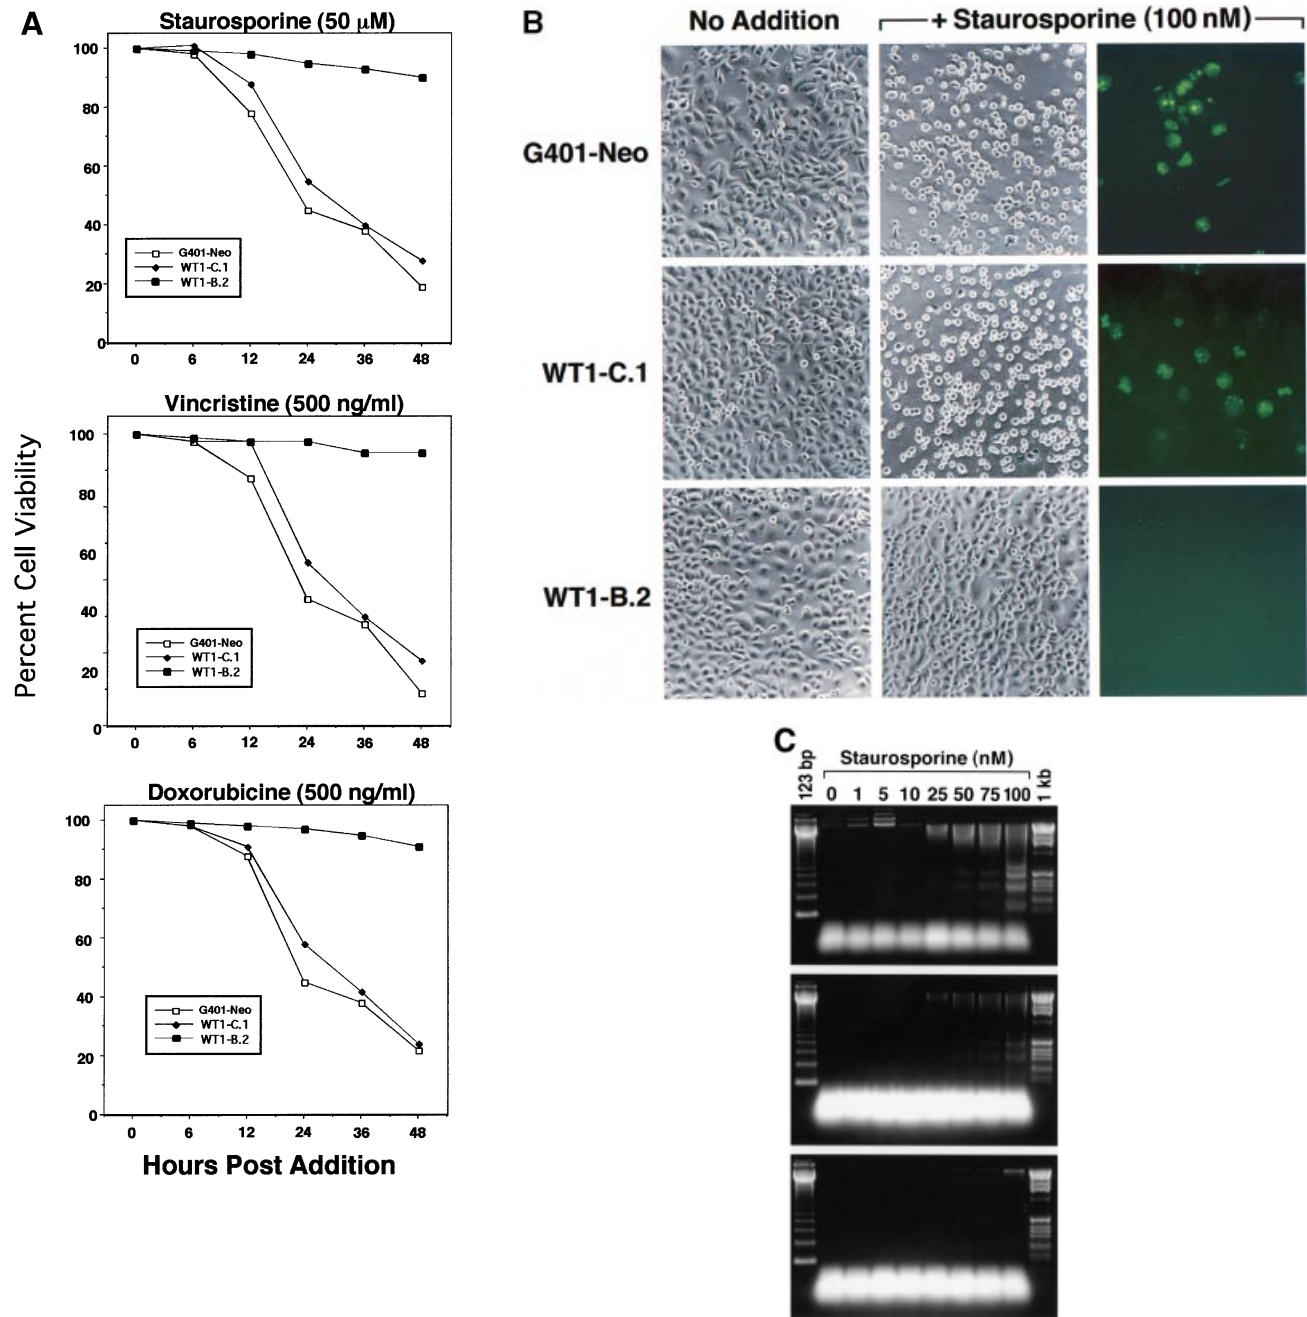 A
Staurosporine (50 µM)
100
80
60
40
20
0
G401-Neo
WT1-C.1
WT1-B.2
0 6 12 24 36 48
Vincristine (500 ng/ml)
100
80
60
40
20
0
G401-Neo
WT1-C.1
WT1-B.2
0 6 12 24 36 48
Doxorubicine (500 ng/ml)
100
80
60
40
20
0
G401-Neo
WT1-C.1
WT1-B.2
0 6 12 24 36 48
Percent Cell Viability
Hours Post Addition
B
No Addition
+ Staurosporine (100 nM)
G401-Neo
WT1-C.1
WT1-B.2
C
Staurosporine (nM)
123 bp
0 1 5 10 25 50 75 100
1 kb